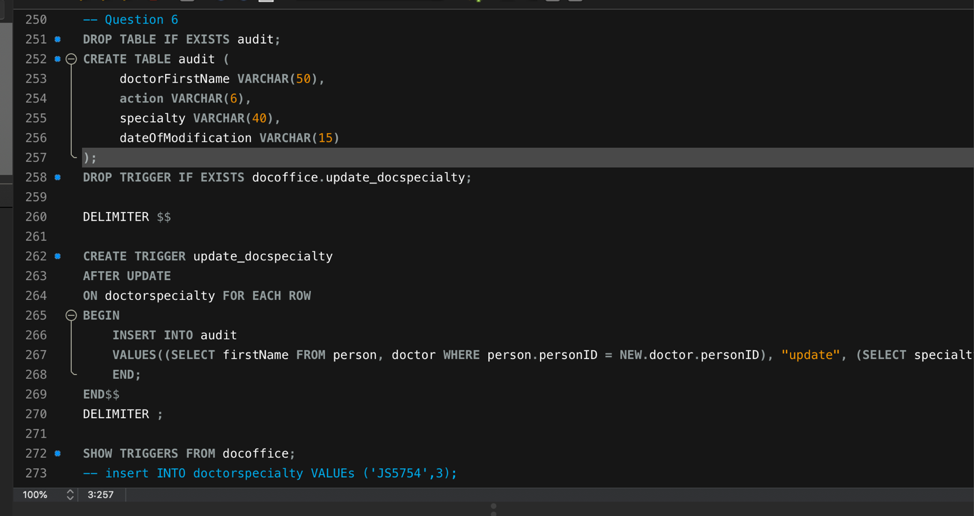 250 -- Question 6
251 DROP TABLE IF EXISTS audit;
252 CREATE TABLE audit (
253 doctorFirstName VARCHAR(50),
254 action VARCHAR(6),
255 specialty VARCHAR(40),
256 dateOfModification VARCHAR(15)
257 );
258 DROP TRIGGER IF EXISTS docoffice.update_docspecialty;
259
260 DELIMITER $$
261
262 CREATE TRIGGER update_docspecialty
263 AFTER UPDATE
264 ON doctorspecialty FOR EACH ROW
265 BEGIN
266 INSERT INTO audit
267 VALUES((SELECT firstName FROM person, doctor WHERE person.personID = NEW.doctor.personID), "update", (SELECT specialt
268 END;
269 END$$
270 DELIMITER ;
271
272 SHOW TRIGGERS FROM docoffice;
273 -- insert INTO doctorspecialty VALUEs ('JS5754',3);
100% 3:257